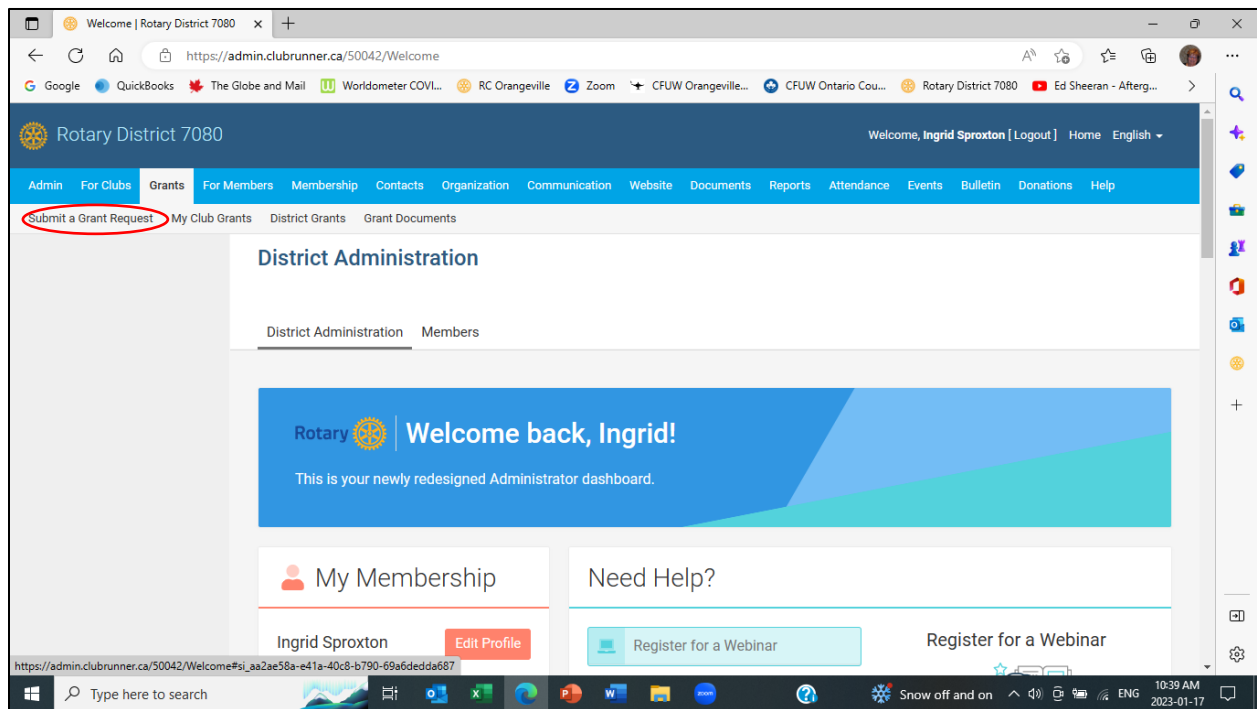 Welcome | Rotary District 7080
https://admin.clubrunner.ca/50042/Welcome
Google QuickBooks The Globe and Mail Worldometer COVI... RC Orangeville Zoom CFUW Orangeville... CFUW Ontario Cou... Rotary District 7080 Ed Sheeran - Afterg...
Rotary District 7080 Welcome, Ingrid Sproxton [ Logout ] Home English
Admin For Clubs Grants For Members Membership Contacts Organization Communication Website Documents Reports Attendance Events Bulletin Donations Help
Submit a Grant Request My Club Grants District Grants Grant Documents
District Administration
District Administration Members
Rotary Welcome back, Ingrid!
This is your newly redesigned Administrator dashboard.
My Membership Need Help?
Ingrid Sproxton Edit Profile Register for a Webinar Register for a Webinar
https://admin.clubrunner.ca/50042/Welcome#si_aa2ae58a-e41a-40c8-b790-69a6dedda687
Type here to search Snow off and on ENG 10:39 AM
2023-01-17